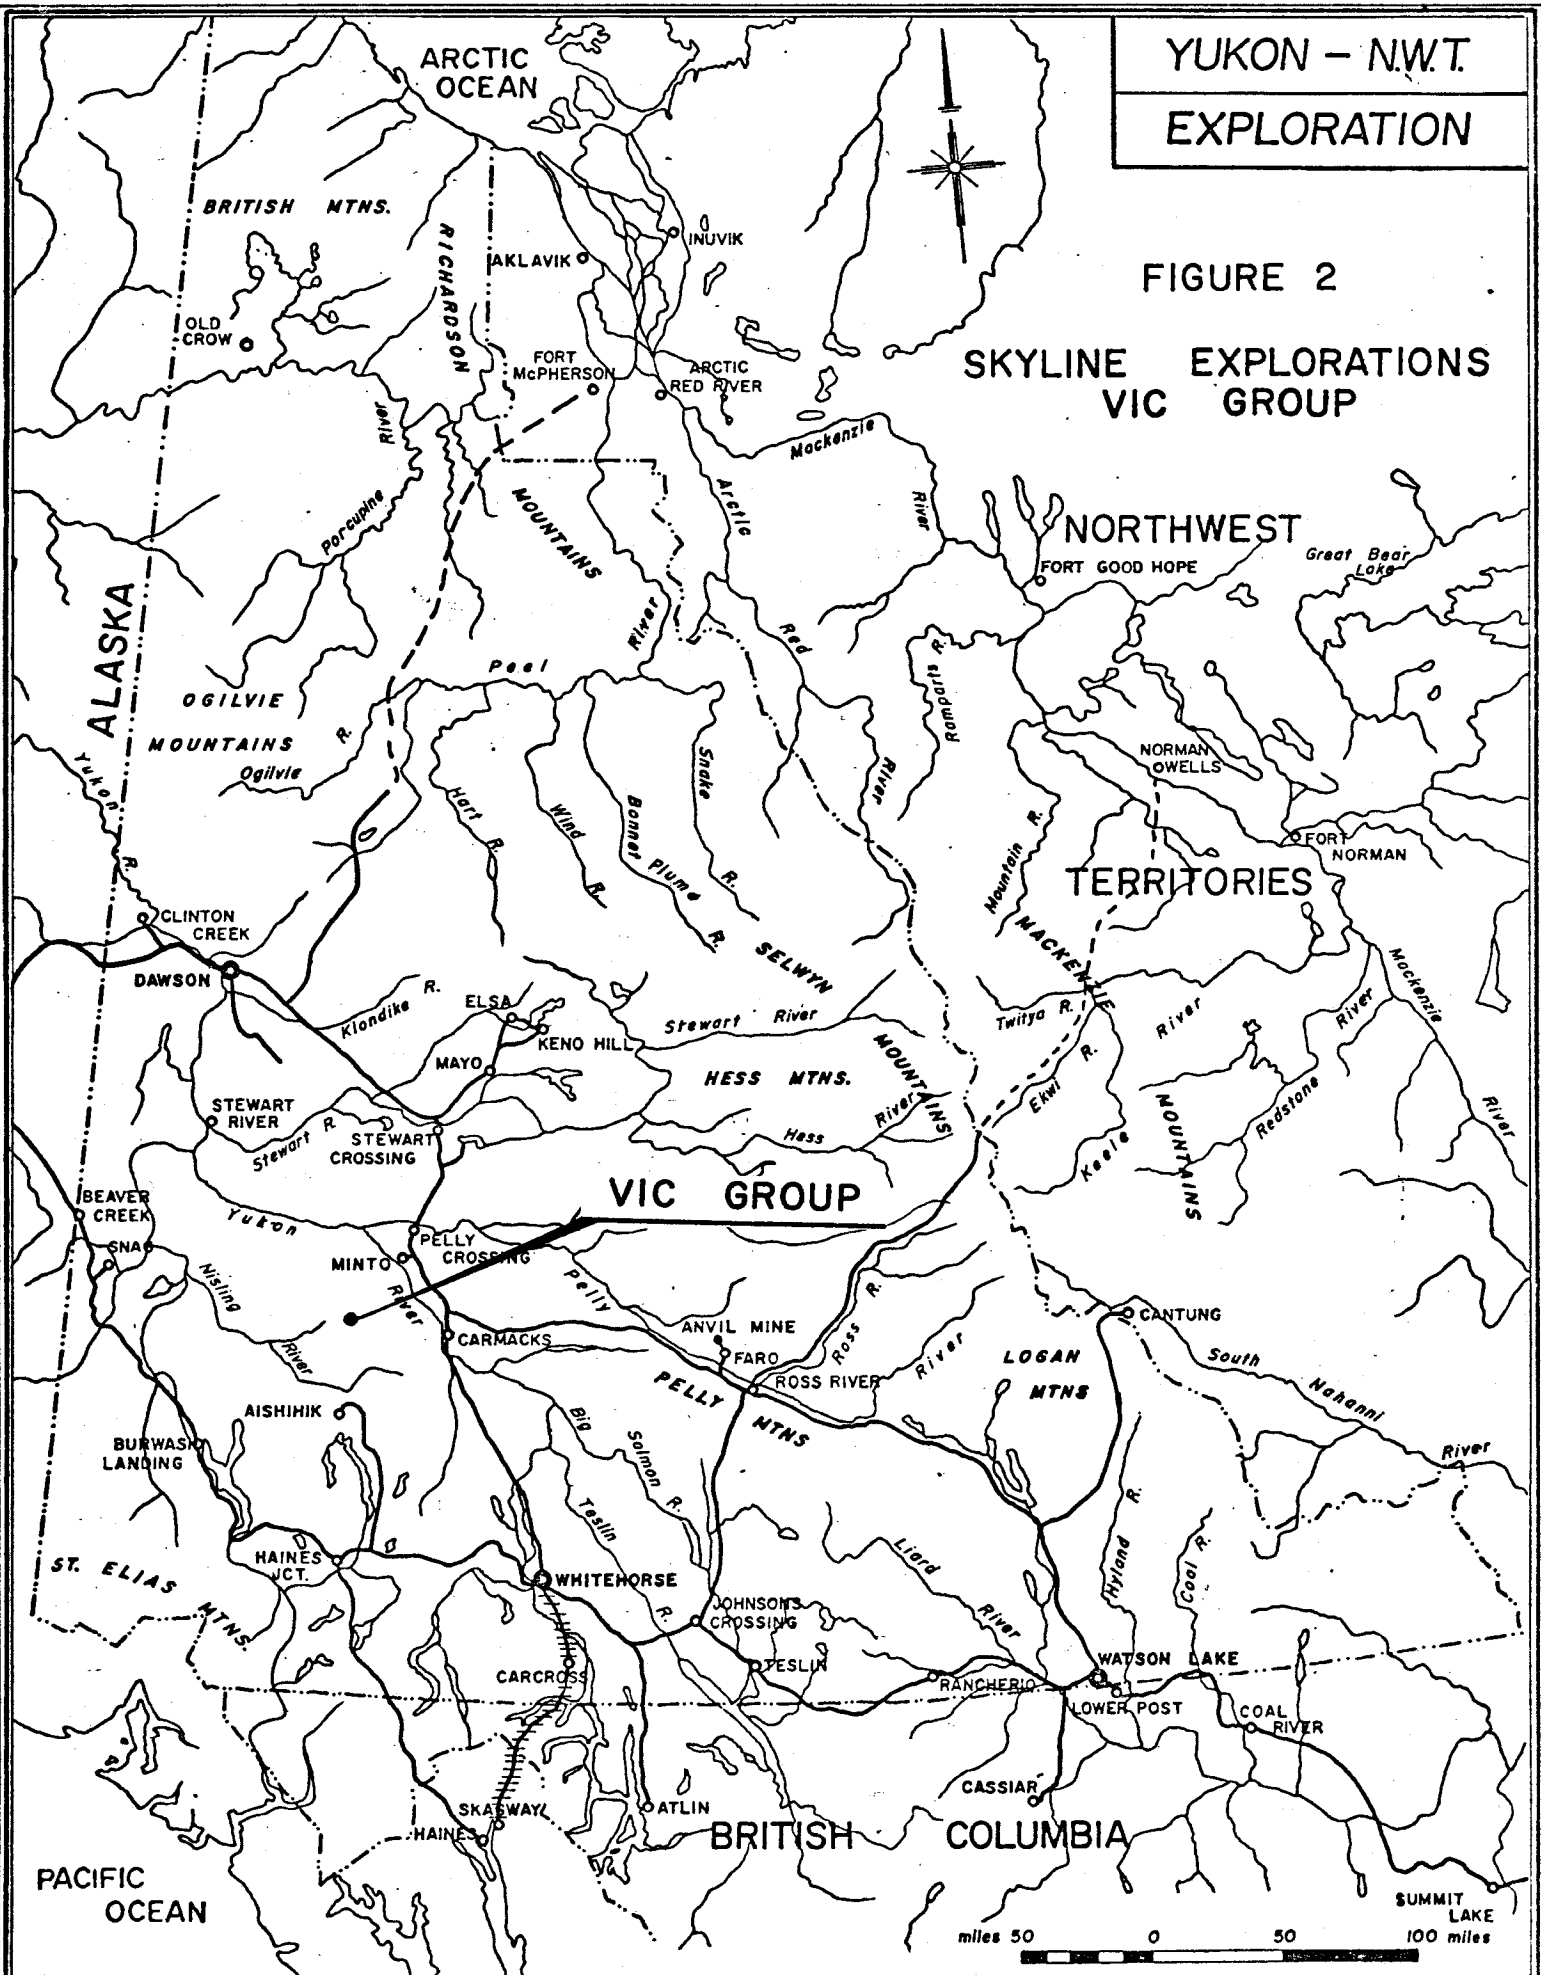 YUKON – N.W.T.
EXPLORATION
FIGURE 2
SKYLINE EXPLORATIONS
VIC GROUP
ARCTIC
OCEAN
BRITISH MTNS.
RICHARDSON
AKLAVIK
INUVIK
OLD
CROW
FORT
McPHERSON
ARCTIC
RED RIVER
River
Porcupine
MOUNTAINS
Mackenzie
River
Arctic
Red
River
NORTHWEST
FORT GOOD HOPE
Great Bear
Lake
ALASKA
OGILVIE
MOUNTAINS
Ogilvie
R.
Peel
River
Ramparts R.
Yukon
R.
Hart
R.
Wind
R.
Bonnet Plume
R.
Snake
R.
NORMAN
WELLS
Mountain R.
FORT
NORMAN
TERRITORIES
CLINTON
CREEK
DAWSON
SELWYN
MOUNTAINS
MACKENZIE
MOUNTAINS
Klondike R.
ELSA
KENO HILL
MAYO
Stewart River
HESS MTNS.
Twitya R.
River
River
Mackenzie
River
Ekwi
R.
Keele
Redstone
STEWART
RIVER
Stewart R.
STEWART
CROSSING
Hess
River
BEAVER
CREEK
SNAG
Yukon
River
VIC GROUP
PELLY
CROSSING
MINTO
Nisling
River
Pelly
CARMACKS
ANVIL MINE
FARO
ROSS RIVER
Ross
R.
River
CANTUNG
LOGAN
MTNS
South
Nahanni
River
PELLY
MTNS
AISHIHIK
BURWASH
LANDING
Big
Salmon
R.
Teslin
R.
Liard
River
Hyland
R.
Coal
R.
ST. ELIAS
MTNS.
HAINES
JCT.
WHITEHORSE
JOHNSONS
CROSSING
CARCROSS
TESLIN
RANCHERIO
WATSON LAKE
LOWER POST
COAL
RIVER
CASSIAR
SKAGWAY
HAINES
ATLIN
BRITISH COLUMBIA
PACIFIC
OCEAN
SUMMIT
LAKE
miles 50 0 50 100 miles